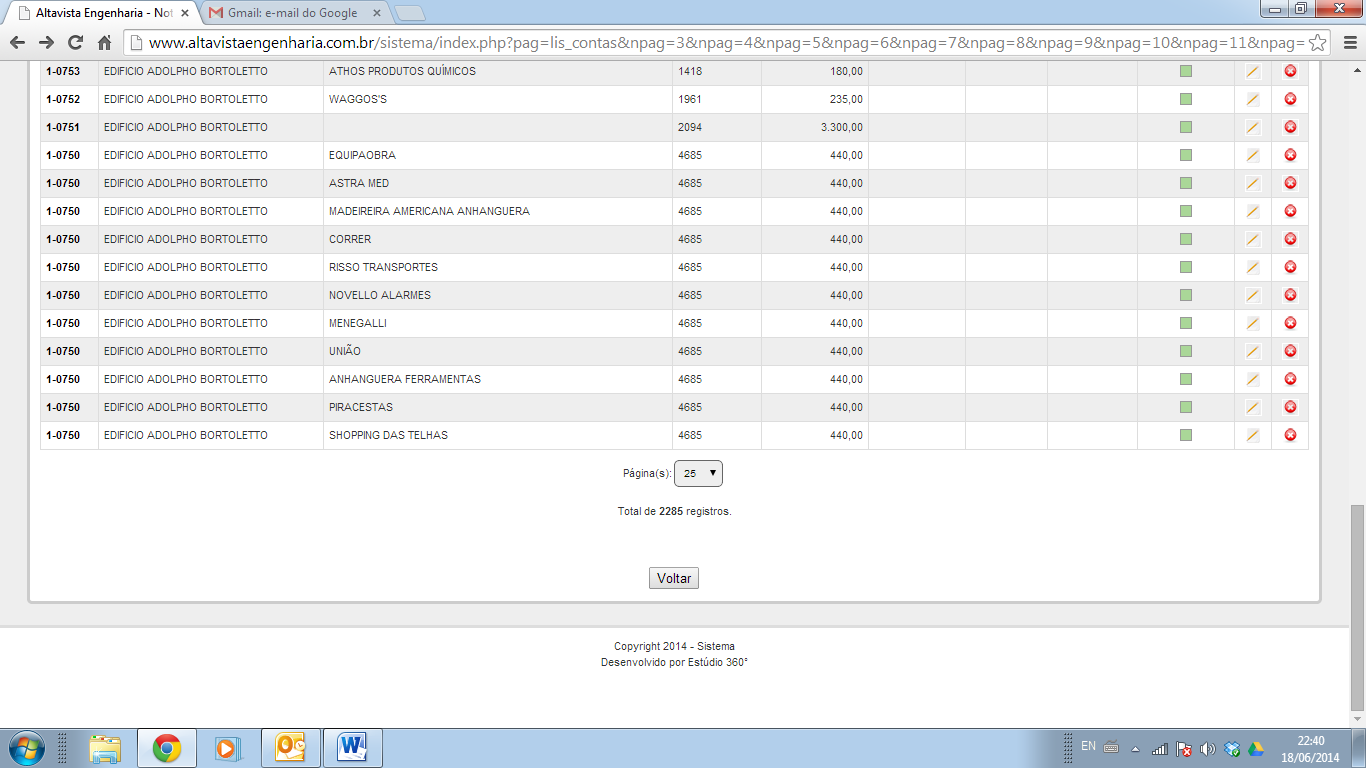 Altavista Engenharia - Not
Gmail: e-mail do Google
www.altavistaengenharia.com.br/sistema/index.php?pag=lis_contas&npag=3&npag=4&npag=5&npag=6&npag=7&npag=8&npag=9&npag=10&npag=11&npag=
1-0753 EDIFICIO ADOLPHO BORTOLETTO ATHOS PRODUTOS QUÍMICOS 1418 180,00
1-0752 EDIFICIO ADOLPHO BORTOLETTO WAGGOS'S 1961 235,00
1-0751 EDIFICIO ADOLPHO BORTOLETTO 2094 3.300,00
1-0750 EDIFICIO ADOLPHO BORTOLETTO EQUIPAOBRA 4685 440,00
1-0750 EDIFICIO ADOLPHO BORTOLETTO ASTRA MED 4685 440,00
1-0750 EDIFICIO ADOLPHO BORTOLETTO MADEIREIRA AMERICANA ANHANGUERA 4685 440,00
1-0750 EDIFICIO ADOLPHO BORTOLETTO CORRER 4685 440,00
1-0750 EDIFICIO ADOLPHO BORTOLETTO RISSO TRANSPORTES 4685 440,00
1-0750 EDIFICIO ADOLPHO BORTOLETTO NOVELLO ALARMES 4685 440,00
1-0750 EDIFICIO ADOLPHO BORTOLETTO MENEGALLI 4685 440,00
1-0750 EDIFICIO ADOLPHO BORTOLETTO UNIÃO 4685 440,00
1-0750 EDIFICIO ADOLPHO BORTOLETTO ANHANGUERA FERRAMENTAS 4685 440,00
1-0750 EDIFICIO ADOLPHO BORTOLETTO PIRACESTAS 4685 440,00
1-0750 EDIFICIO ADOLPHO BORTOLETTO SHOPPING DAS TELHAS 4685 440,00
Página(s): 25
Total de 2285 registros.
Voltar
Copyright 2014 - Sistema
Desenvolvido por Estúdio 360°
EN
22:40
18/06/2014